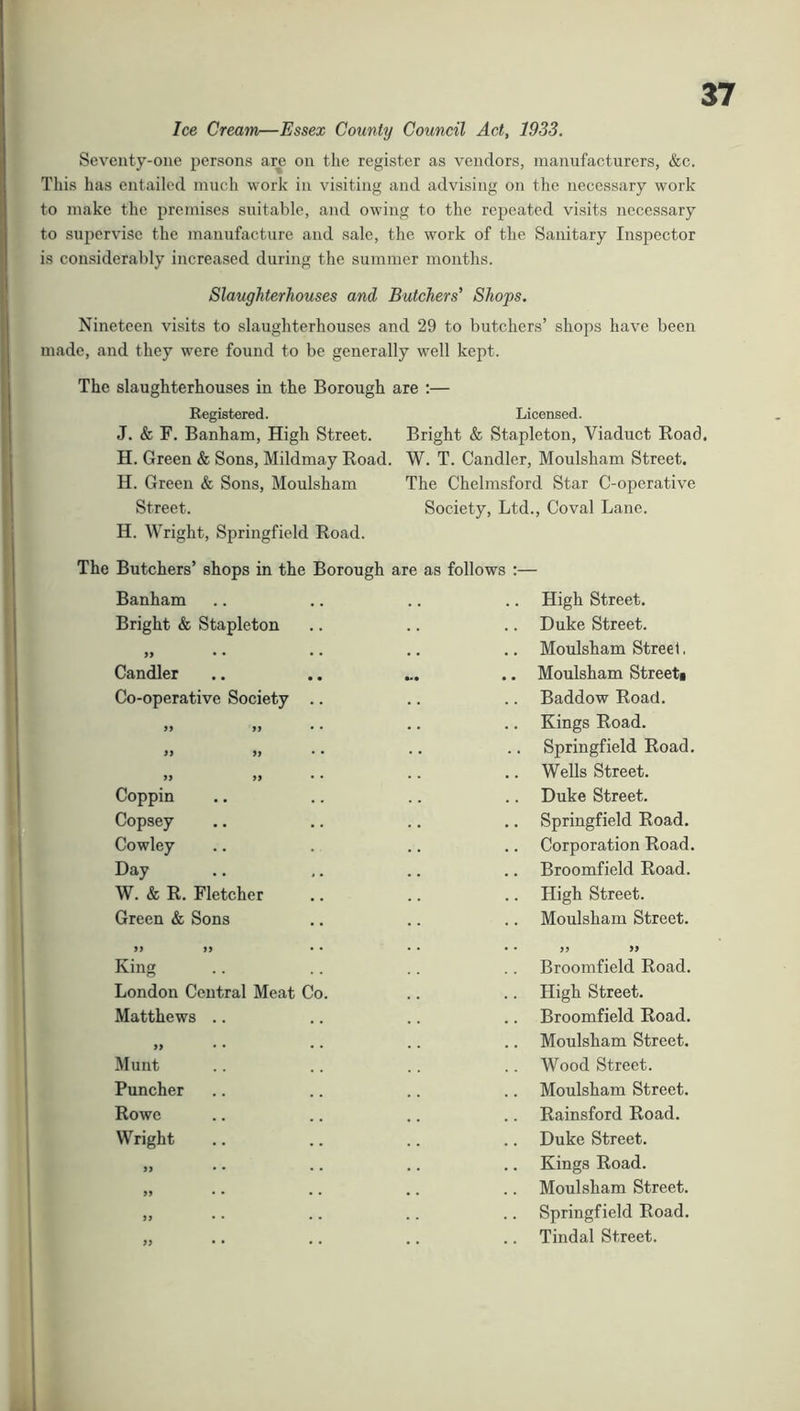 37
Ice Cream—Essex County Council Act, 1933.
Seventy-one persons are on the register as vendors, manufacturers, &c.
This has entailed much work in visiting and advising on the necessary work
to make the premises suitable, and owing to the repeated visits necessary
to supervise the manufacture and sale, the work of the Sanitary Inspector
is considerably increased during the summer months.
Slaughterhouses and Butchers' Shops.
Nineteen visits to slaughterhouses and 29 to butchers' shops have been
made, and they were found to be generally well kept.
The slaughterhouses in the Borough are :—
Registered. Licensed.
J. & F. Banham, High Street. Bright & Stapleton, Viaduct Road.
H. Green & Sons, Mildmay Road. W. T. Candler, Moulsham Street.
H. Green & Sons, Moulsham The Chelmsford Star C-operative
Street. Society, Ltd., Coval Lane.
H. Wright, Springfield Road.
The Butchers' shops in the Borough are as follows :—
Banham .. .. .. .. High Street.
Bright & Stapleton .. .. .. Duke Street.
„ .. .. .. .. Moulsham Street.
Candler .. .. ... .. Moulsham Street.
Co-operative Society .. .. .. Baddow Road.
„ „ .. .. .. Kings Road.
„ „ .. .. .. Springfield Road.
„ „ .. .. .. Wells Street.
Coppin .. .. .. .. Duke Street.
Copsey .. .. .. .. Springfield Road.
Cowley .. . .. .. Corporation Road.
Day .. .. .. .. Broomfield Road.
W. & R. Fletcher .. .. .. High Street.
Green & Sons .. .. .. Moulsham Street.
„ „ .. .. .. „ „
King .. .. .. .. Broomfield Road.
London Central Meat Co. .. .. High Street.
Matthews .. .. .. .. Broomfield Road.
„ .. .. .. .. Moulsham Street.
Munt .. .. .. .. Wood Street.
Puncher .. .. .. .. Moulsham Street.
Rowe .. .. .. .. Rainsford Road.
Wright .. .. .. .. Duke Street.
„ .. .. .. .. Kings Road.
„ .. .. .. .. Moulsham Street.
„ .. .. .. .. Springfield Road.
„ .. .. .. .. Tindal Street.